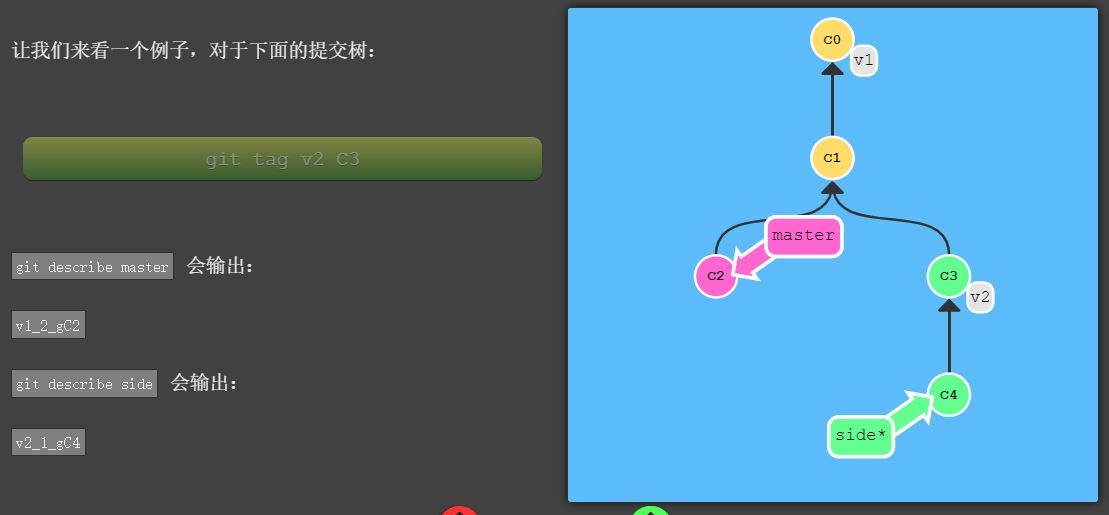 让我们来看一个例子，对于下面的提交树：
git tag v2 C3
git describe master 会输出：
v1_2_gC2
git describe side 会输出：
v2_1_gC4
C0
v1
C1
master
C2
C3
v2
C4
side*